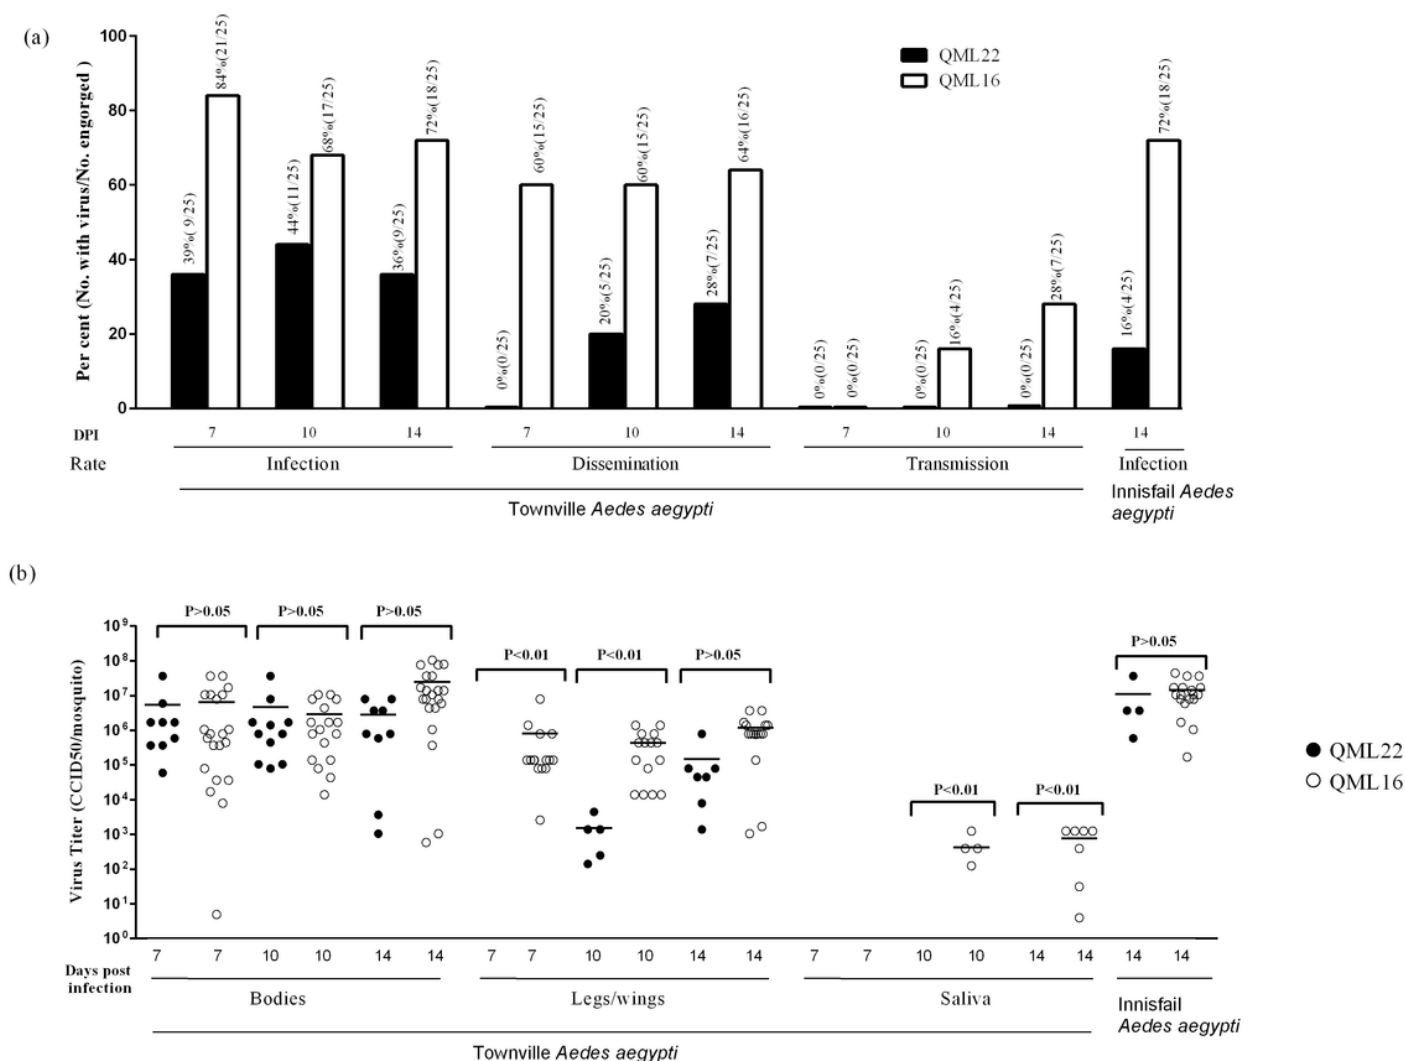 (a)
Per cent (No. with virus/No. engorged )
100
80
60
40
20
0
QML22
QML16
39%( 9/25)
84%(21/25)
44%(11/25)
68%(17/25)
36%(9/25)
72%(18/25)
0%(0/25)
60%(15/25)
20%(5/25)
60%(15/25)
28%(7/25)
64%(16/25)
0%(0/25)
0%(0/25)
0%(0/25)
16%(4/25)
0%(0/25)
28%(7/25)
16%(4/25)
72%(18/25)
DPI 7 10 14 7 10 14 7 10 14 14
Rate Infection Dissemination Transmission Infection
Townville Aedes aegypti
Innisfail Aedes
aegypti
(b)
Virus Titer (CCID50/mosquito)
10⁹
10⁸
10⁷
10⁶
10⁵
10⁴
10³
10²
10¹
10⁰
P>0.05 P>0.05 P>0.05
P<0.01 P<0.01 P>0.05
P<0.01 P<0.01
P>0.05
QML22
QML16
7 7 10 10 14 14 7 7 10 10 14 14 7 7 10 10 14 14 14 14
Days post
infection
Bodies Legs/wings Saliva
Innisfail
Aedes aegypti
Townville Aedes aegypti